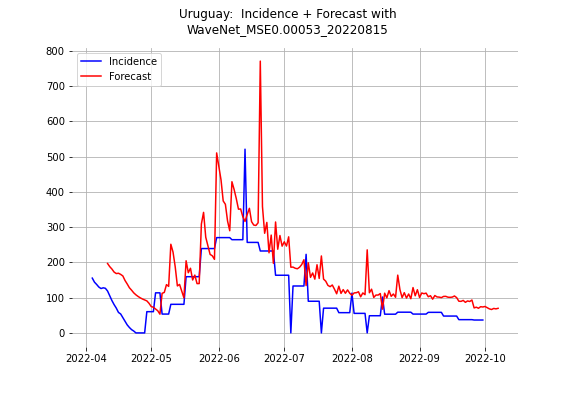 Uruguay:  Incidence + Forecast with
WaveNet_MSE0.00053_20220815
Incidence
Forecast
800
700
600
500
400
300
200
100
0
2022-04 2022-05 2022-06 2022-07 2022-08 2022-09 2022-10